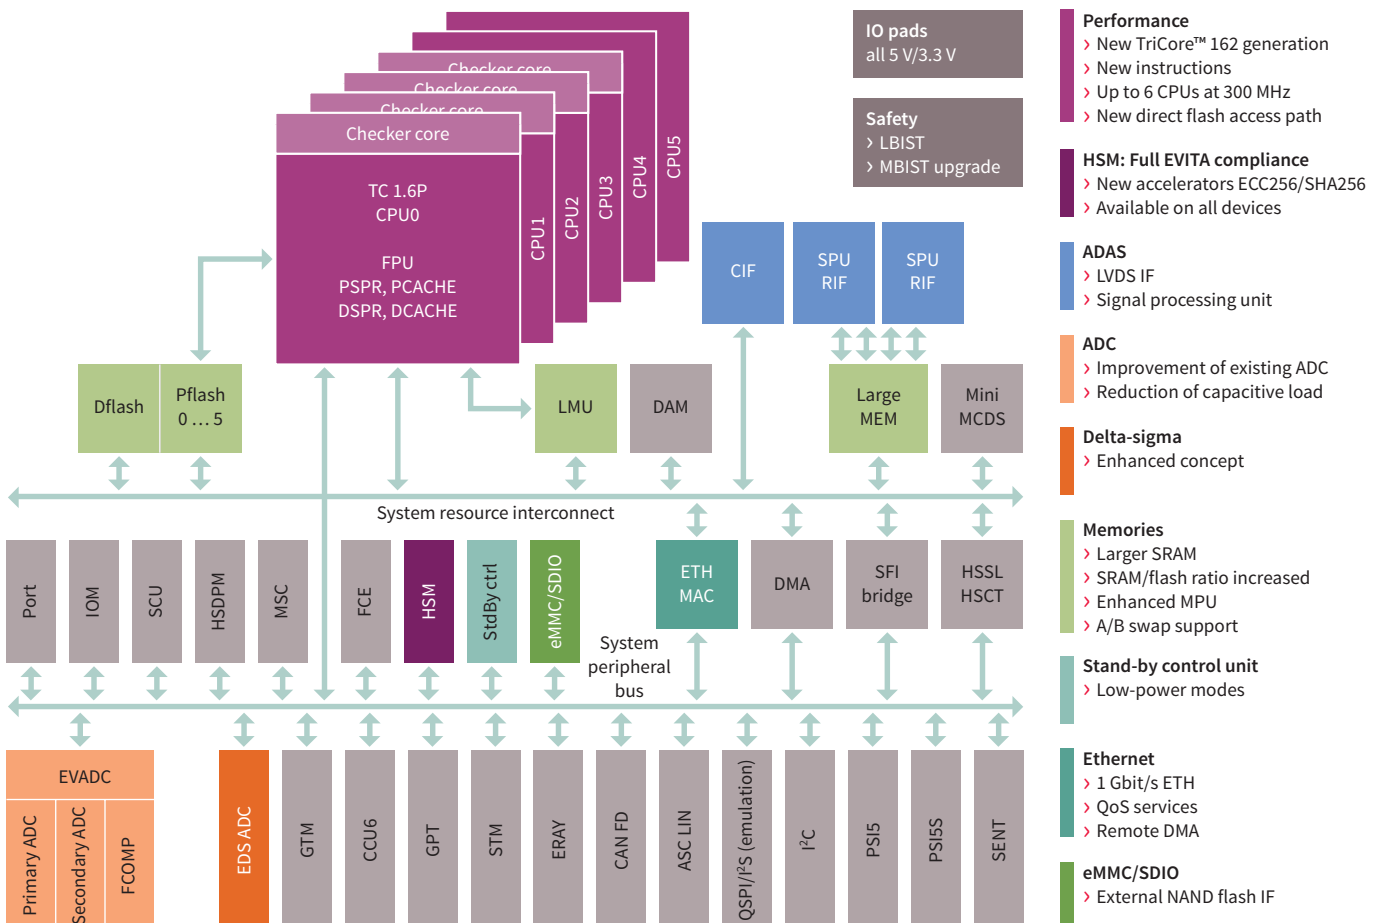 Checker core
Checker core
Checker core
Checker core
TC 1.6P
CPU0
FPU
PSPR, PCACHE
DSPR, DCACHE
CPU1
CPU2
CPU3
CPU4
CPU5
IO pads
all 5 V/3.3 V
Safety
› LBIST
› MBIST upgrade
CIF
SPU
RIF
SPU
RIF
Dflash
Pflash
0 … 5
LMU
DAM
Large
MEM
Mini
MCDS
System resource interconnect
Port
IOM
SCU
HSDPM
MSC
FCE
HSM
StdBy ctrl
eMMC/SDIO
System
peripheral
bus
ETH
MAC
DMA
SFI
bridge
HSSL
HSCT
EVADC
Primary ADC
Secondary ADC
FCOMP
EDS ADC
GTM
CCU6
GPT
STM
ERAY
CAN FD
ASC LIN
QSPI/I²S (emulation)
I²C
PSI5
PSI5S
SENT
Performance
› New TriCore™ 162 generation
› New instructions
› Up to 6 CPUs at 300 MHz
› New direct flash access path
HSM: Full EVITA compliance
› New accelerators ECC256/SHA256
› Available on all devices
ADAS
› LVDS IF
› Signal processing unit
ADC
› Improvement of existing ADC
› Reduction of capacitive load
Delta-sigma
› Enhanced concept
Memories
› Larger SRAM
› SRAM/flash ratio increased
› Enhanced MPU
› A/B swap support
Stand-by control unit
› Low-power modes
Ethernet
› 1 Gbit/s ETH
› QoS services
› Remote DMA
eMMC/SDIO
› External NAND flash IF